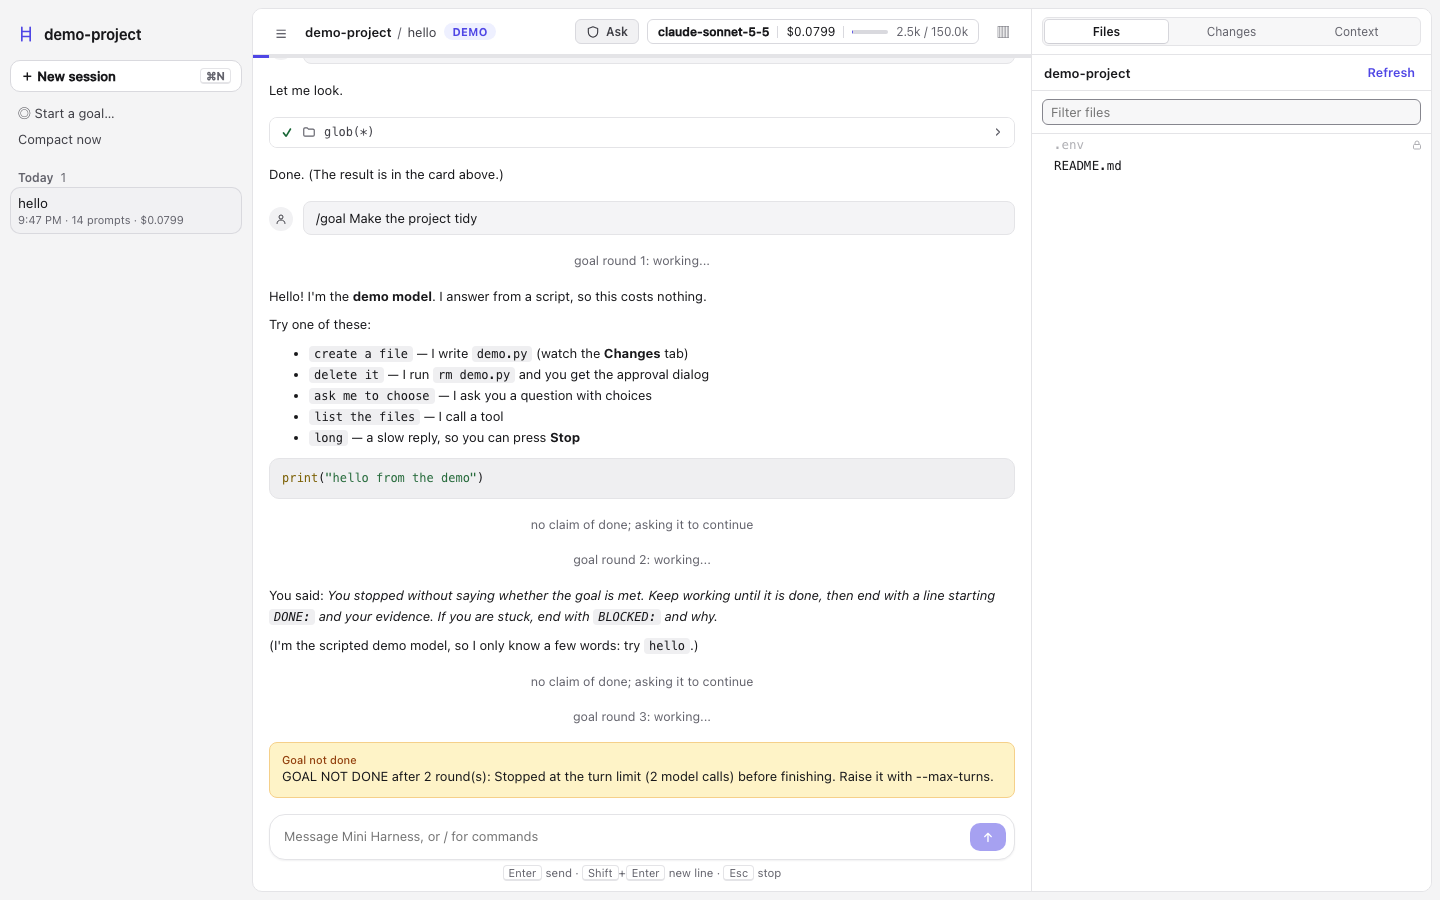 demo-project
+ New session ⌘N
Start a goal...
Compact now
Today 1
hello
9:47 PM · 14 prompts · $0.0799
demo-project / hello DEMO
Ask
claude-sonnet-5-5 $0.0799 2.5k / 150.0k
Let me look.
glob(*)
Done. (The result is in the card above.)
/goal Make the project tidy
goal round 1: working...
Hello! I'm the demo model. I answer from a script, so this costs nothing.
Try one of these:
• create a file — I write demo.py (watch the Changes tab)
• delete it — I run rm demo.py and you get the approval dialog
• ask me to choose — I ask you a question with choices
• list the files — I call a tool
• long — a slow reply, so you can press Stop
print("hello from the demo")
no claim of done; asking it to continue
goal round 2: working...
You said: You stopped without saying whether the goal is met. Keep working until it is done, then end with a line starting
DONE: and your evidence. If you are stuck, end with BLOCKED: and why.
(I'm the scripted demo model, so I only know a few words: try hello.)
no claim of done; asking it to continue
goal round 3: working...
Goal not done
GOAL NOT DONE after 2 round(s): Stopped at the turn limit (2 model calls) before finishing. Raise it with --max-turns.
Message Mini Harness, or / for commands
Enter send · Shift+Enter new line · Esc stop
Files Changes Context
demo-project Refresh
Filter files
.env
README.md